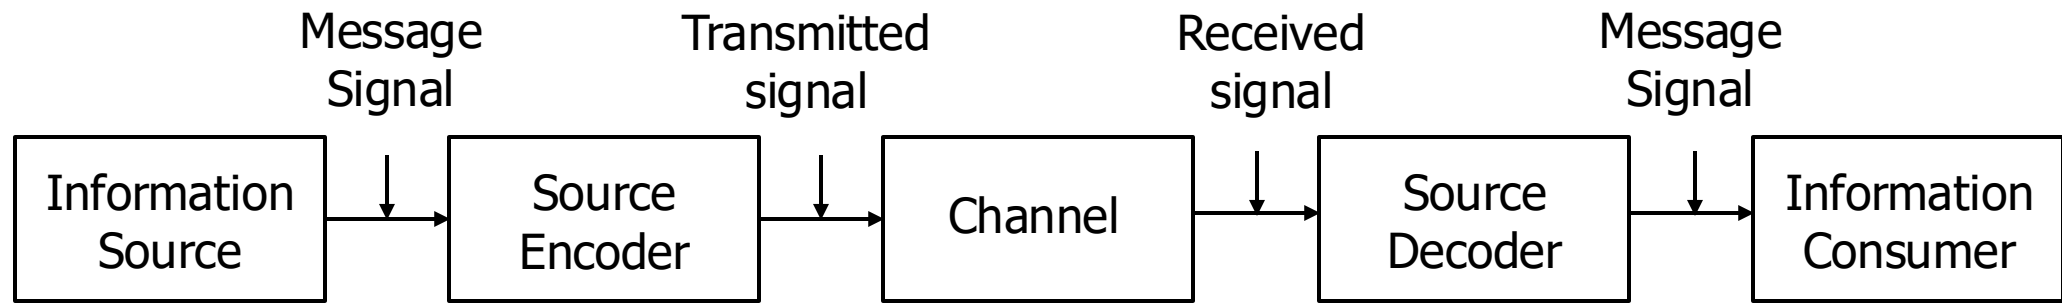 Message
Signal
Transmitted
signal
Received
signal
Message
Signal
Information
Source
Source
Encoder
Channel
Source
Decoder
Information
Consumer